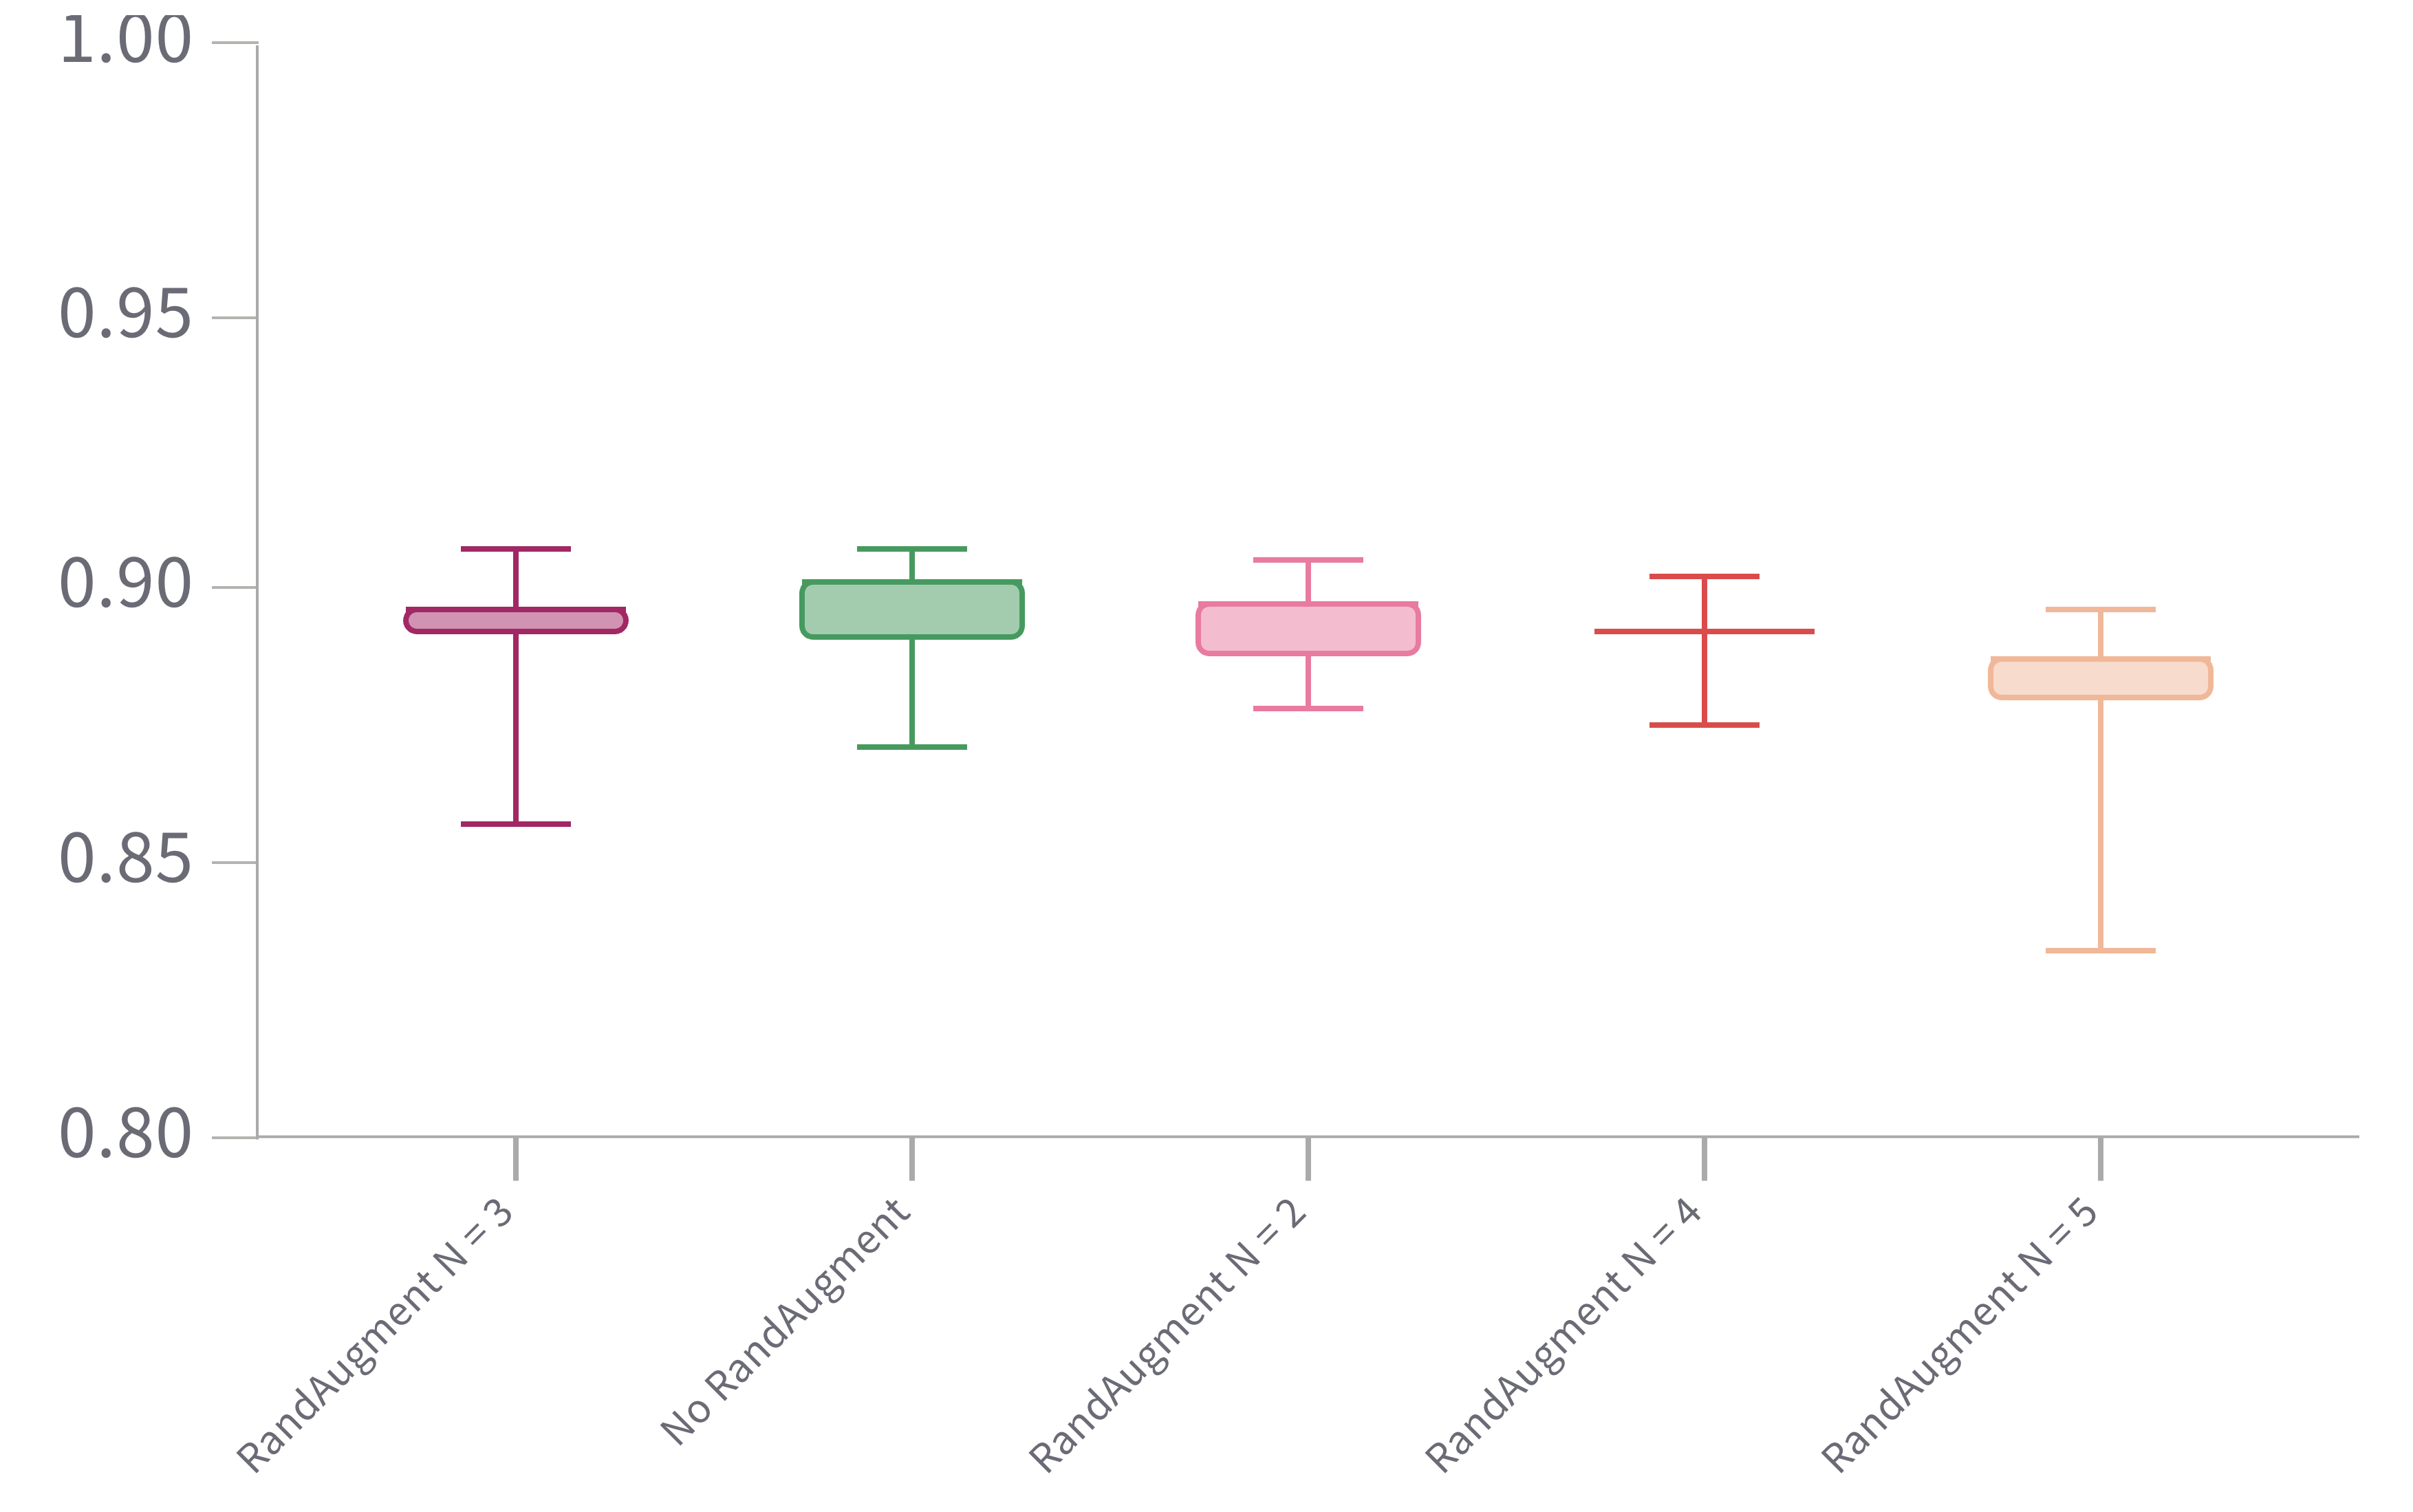 1.00
0.95
0.90
0.85
0.80
RandAugment N = 3
No RandAugment
RandAugment N = 2
RandAugment N = 4
RandAugment N = 5